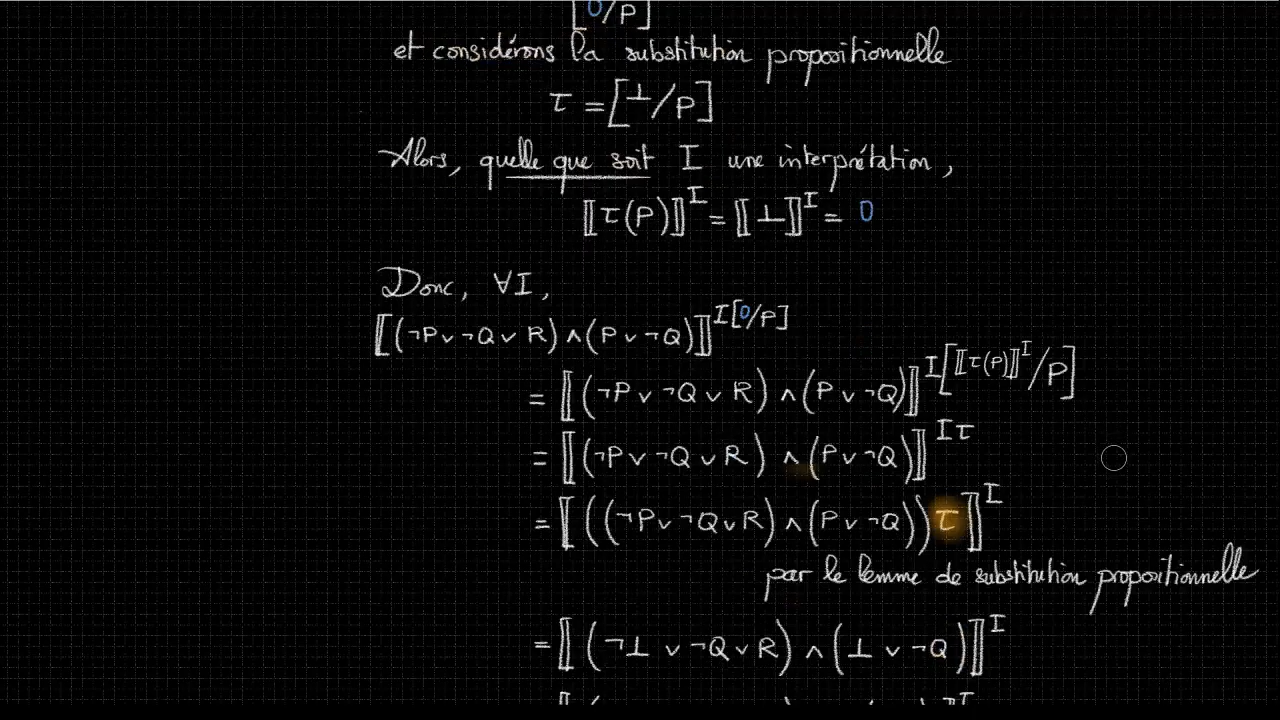 [0/P]
et considérons la substitution propositionnelle
τ = [⊥/P]
Alors, quelle que soit I une interprétation,
⟦τ(P)⟧^I = ⟦⊥⟧^I = 0
Donc, ∀I,
⟦(¬P∨¬Q∨R)∧(P∨¬Q)⟧^I[0/P]
= ⟦(¬P∨¬Q∨R)∧(P∨¬Q)⟧^I[⟦τ(P)⟧^I/P]
= ⟦(¬P∨¬Q∨R)∧(P∨¬Q)⟧^Iτ
= ⟦((¬P∨¬Q∨R)∧(P∨¬Q))τ⟧^I
par le lemme de substitution propositionnelle
= ⟦(¬⊥∨¬Q∨R)∧(⊥∨¬Q)⟧^I